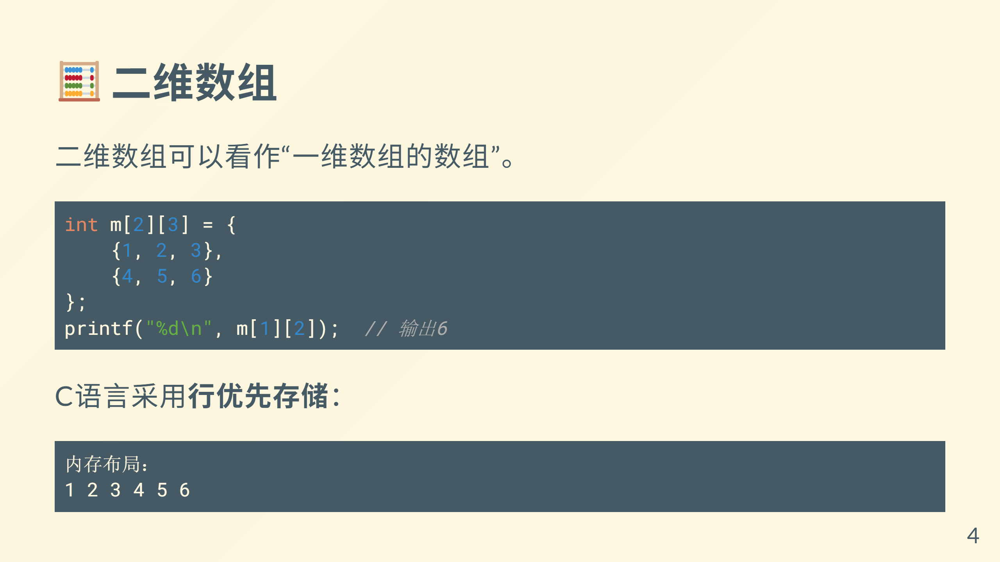 二维数组
二维数组可以看作“一维数组的数组”。
int m[2][3] = {
    {1, 2, 3},
    {4, 5, 6}
};
printf("%d\n", m[1][2]);  // 输出6
C语言采用行优先存储：
内存布局：
1 2 3 4 5 6
4